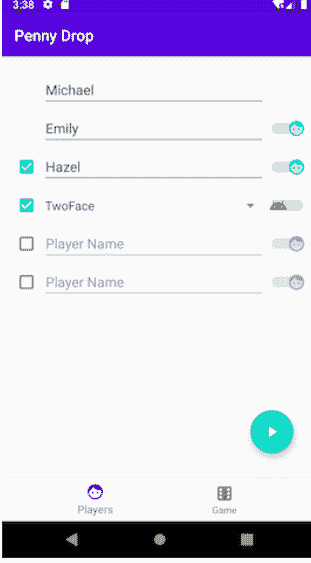 3:38
Penny Drop
Michael
Emily
Hazel
TwoFace
Player Name
Player Name
Players
Game